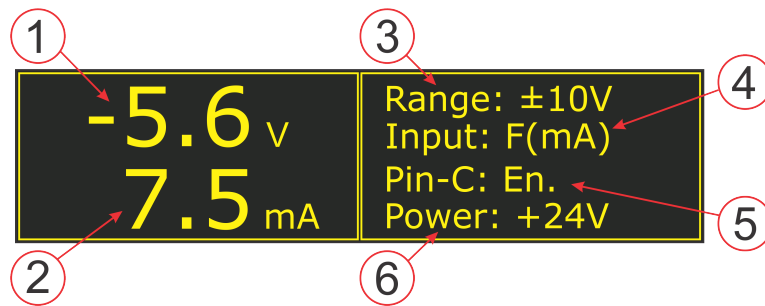 1
3
4
-5.6 V
7.5 mA
Range: ±10V
Input: F(mA)
Pin-C: En.
Power: +24V
5
2
6